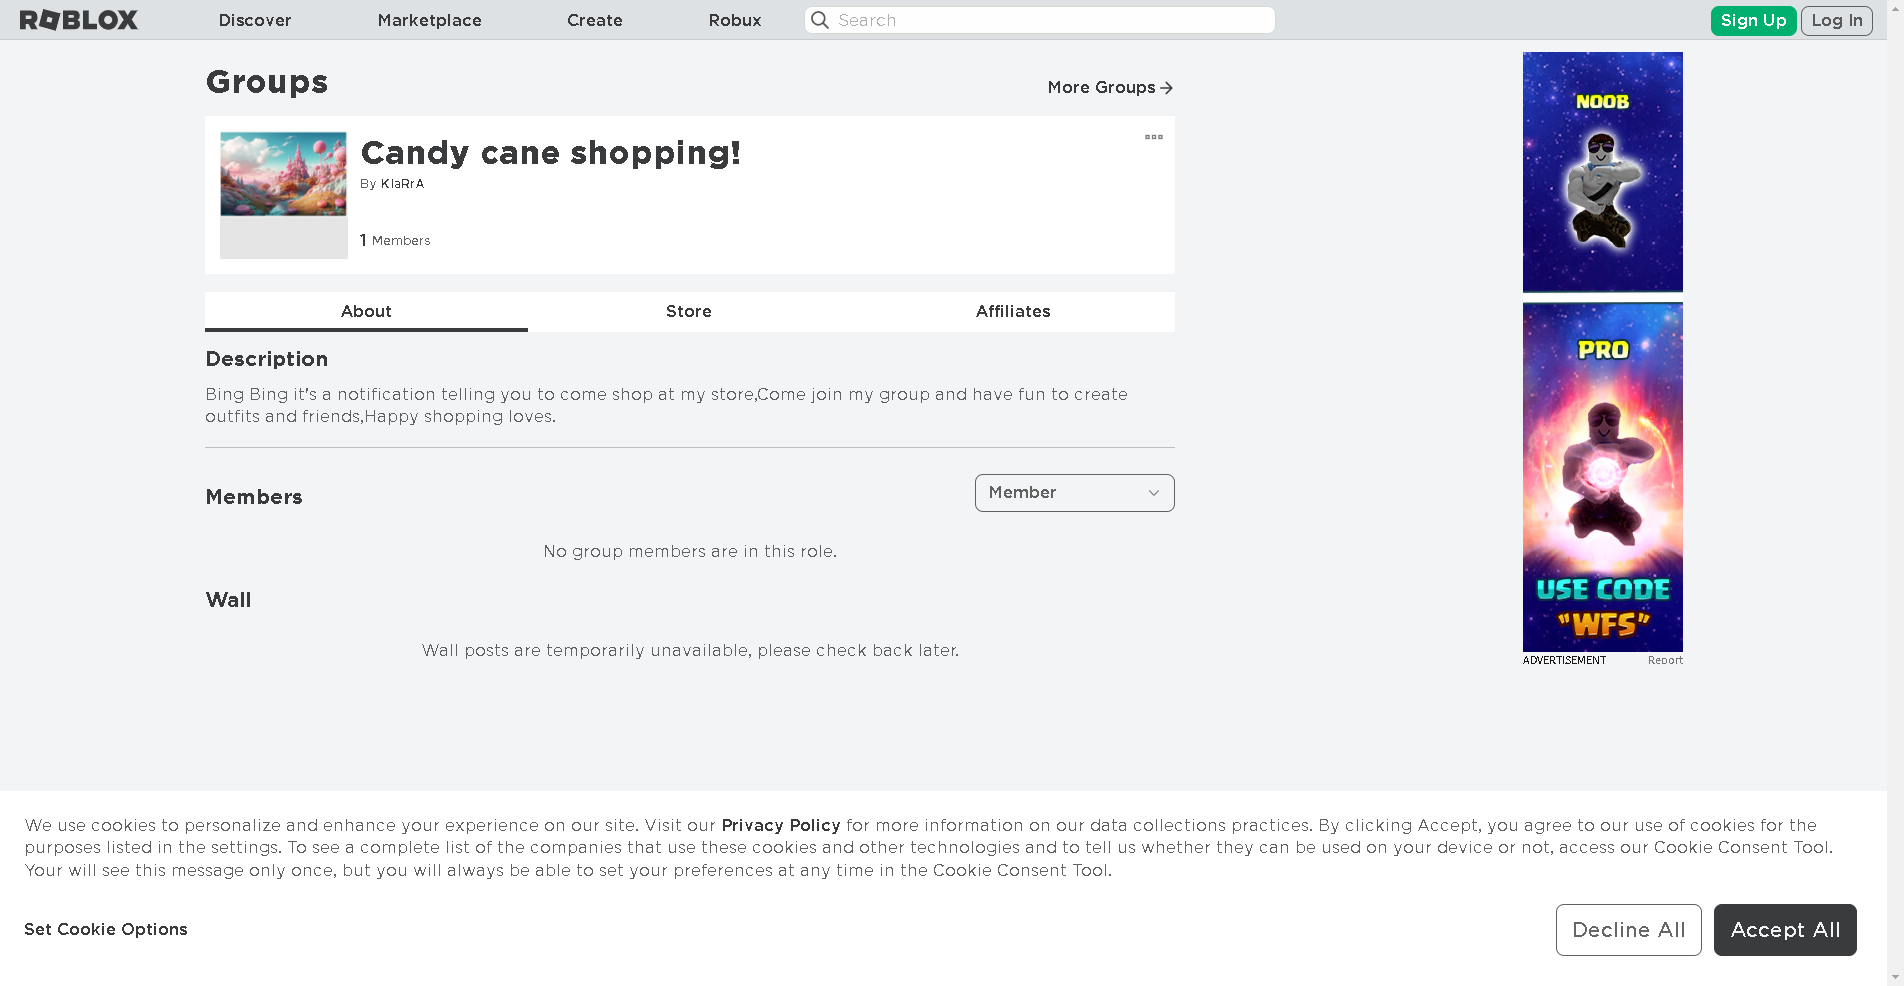 ROBLOX
Discover
Marketplace
Create
Robux
Search
Sign Up
Log In
Groups
More Groups
Candy cane shopping!
By KlaRrA
1 Members
About
Store
Affiliates
Description
Bing Bing it's a notification telling you to come shop at my store,Come join my group and have fun to create
outfits and friends,Happy shopping loves.
Members
Member
No group members are in this role.
Wall
Wall posts are temporarily unavailable, please check back later.
NOOB
PRO
USE CODE
"WFS"
ADVERTISEMENT
Report
We use cookies to personalize and enhance your experience on our site. Visit our Privacy Policy for more information on our data collections practices. By clicking Accept, you agree to our use of cookies for the
purposes listed in the settings. To see a complete list of the companies that use these cookies and other technologies and to tell us whether they can be used on your device or not, access our Cookie Consent Tool.
Your will see this message only once, but you will always be able to set your preferences at any time in the Cookie Consent Tool.
Set Cookie Options
Decline All
Accept All